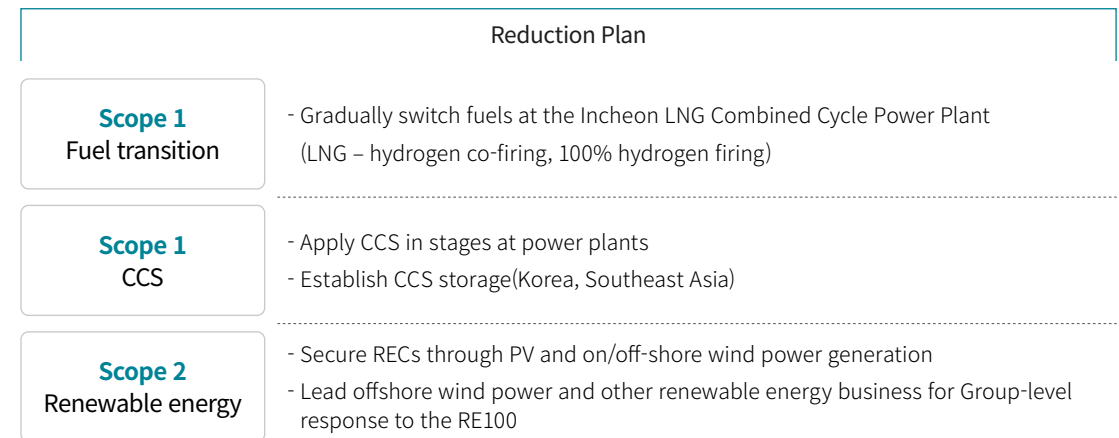 Reduction Plan
Scope 1
Fuel transition
- Gradually switch fuels at the Incheon LNG Combined Cycle Power Plant
(LNG – hydrogen co-firing, 100% hydrogen firing)
Scope 1
CCS
- Apply CCS in stages at power plants
- Establish CCS storage(Korea, Southeast Asia)
Scope 2
Renewable energy
- Secure RECs through PV and on/off-shore wind power generation
- Lead offshore wind power and other renewable energy business for Group-level
response to the RE100